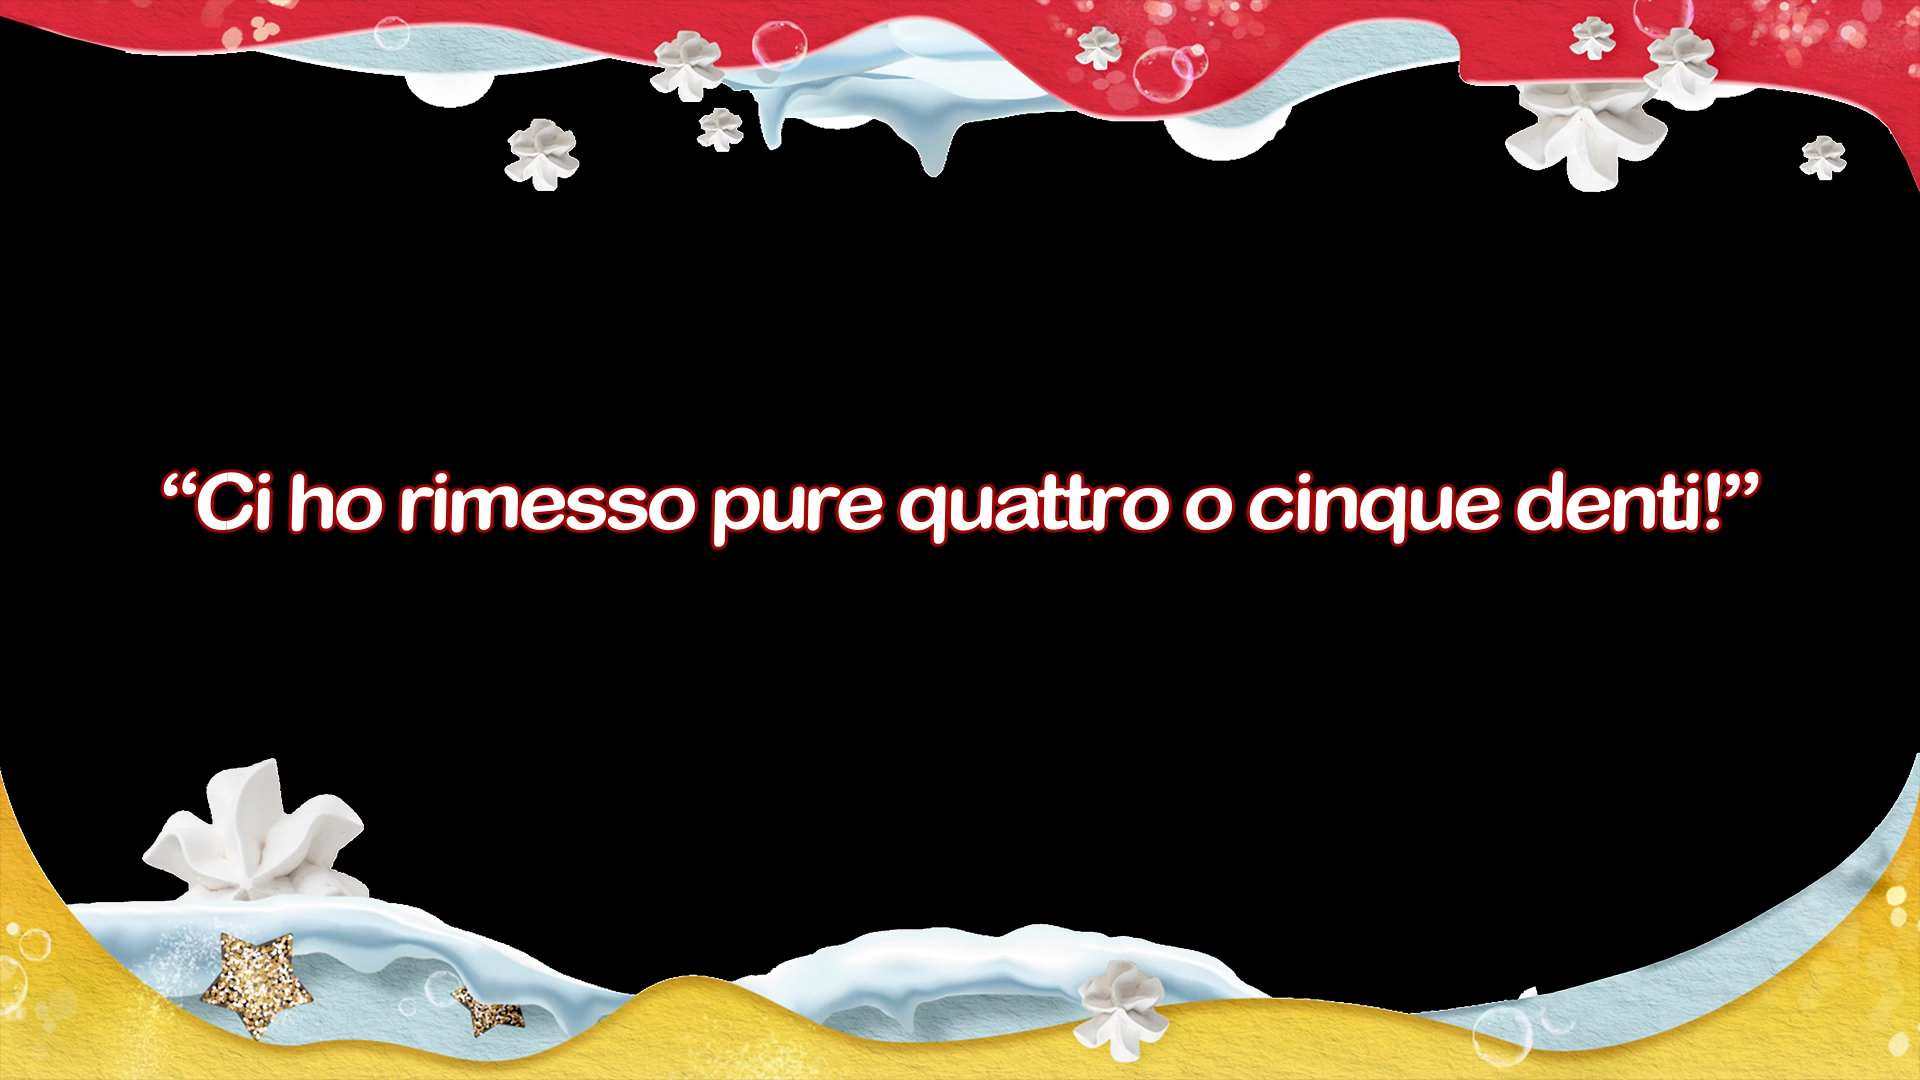 “Ci ho rimesso pure quattro o cinque denti!”